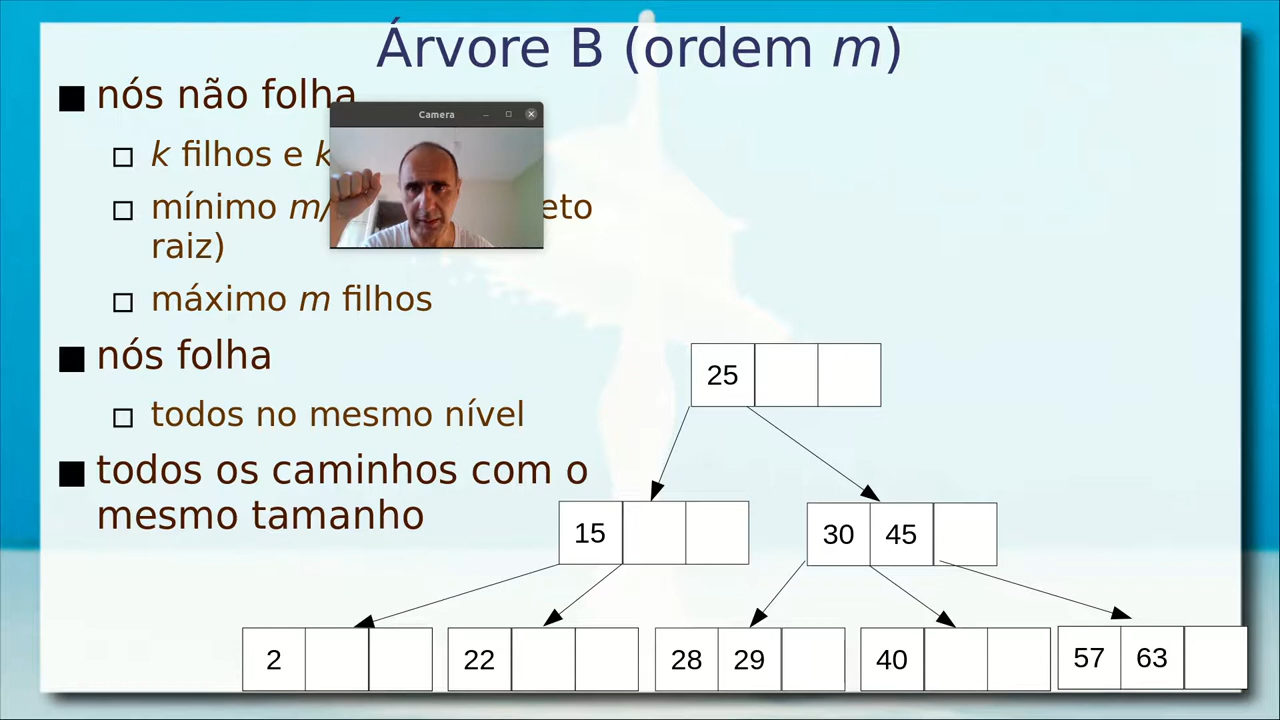 Árvore B (ordem m)
nós não folha
Camera
k filhos e k
mínimo m/
raiz)
máximo m filhos
nós folha
todos no mesmo nível
todos os caminhos com o
mesmo tamanho
25
15
30 45
2
22
28 29
40
57 63